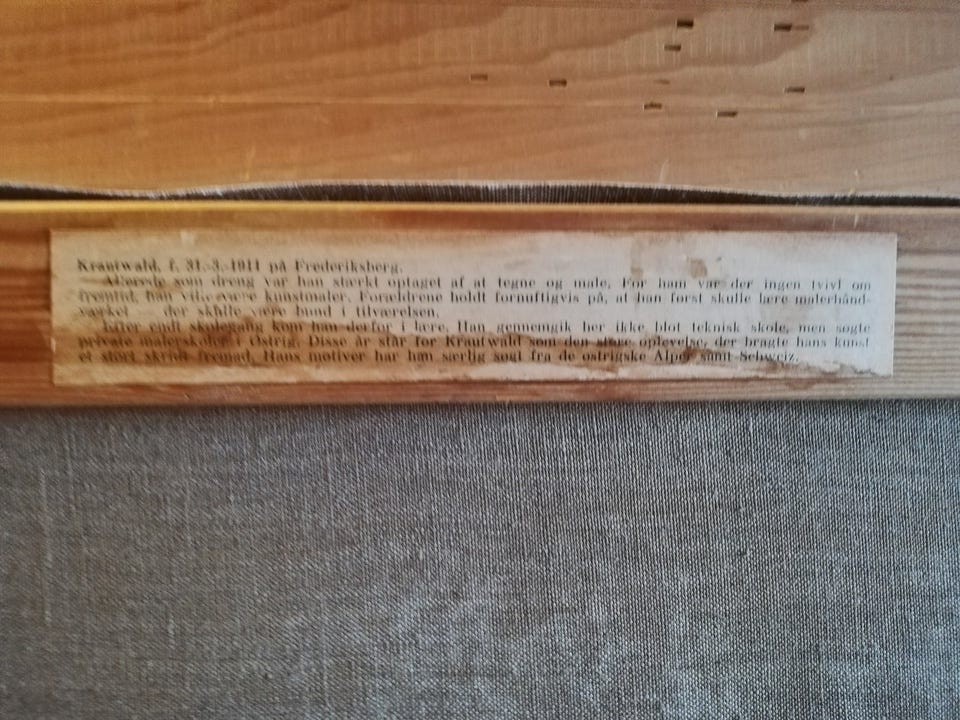 Krautwald, f. 31.-3.-1911 på Frederiksberg.
Allerede som dreng var han stærkt optaget af at tegne og male. For ham var der ingen tvivl om
fremtid, han ville være kunstmaler. Forældrene holdt fornuftigvis på, at han først skulle lære malerhånd-
værket der skulle være bund i tilværelsen.
Efter endt skolegang kom han derfor i lære. Han gennemgik her ikke blot teknisk skole, men søgte
private malerskoler Østrig. Disse år står for Krautwald som den store oplevelse, der bragte hans kunst
et stort skridt fremad. Hans motiver har han særlig søgt fra de østrigske Alper samt Schweiz.